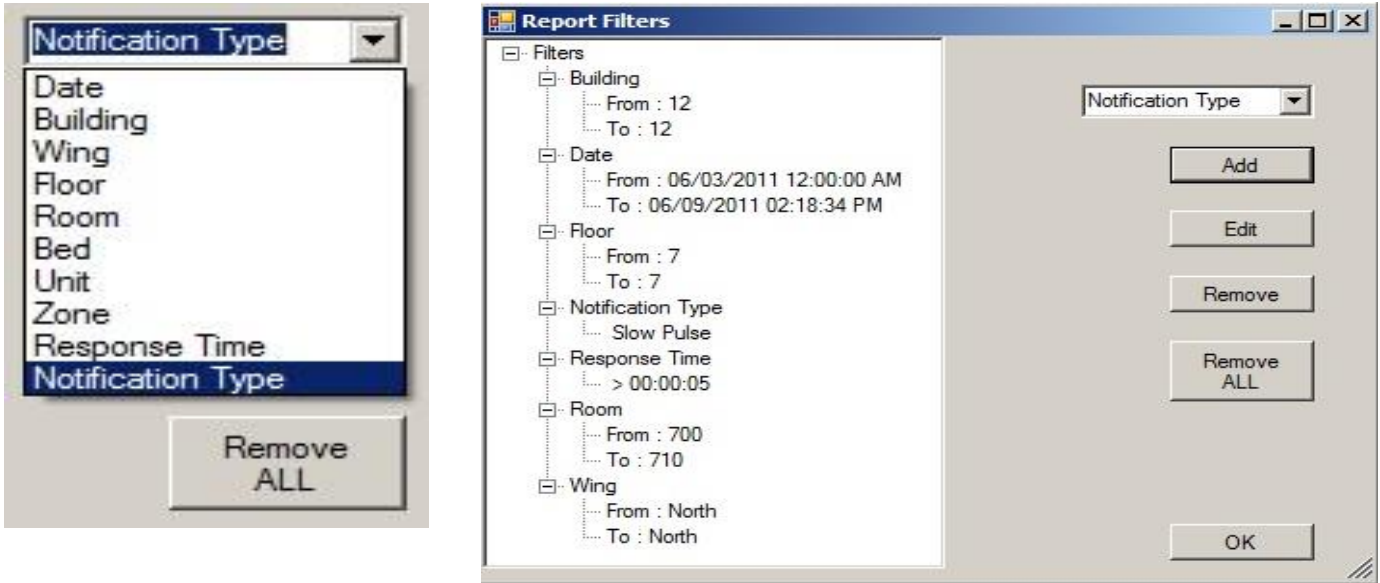 Notification Type
Date
Building
Wing
Floor
Room
Bed
Unit
Zone
Response Time
Notification Type
Remove
ALL
Report Filters
Filters
Building
From : 12
To : 12
Date
From : 06/03/2011 12:00:00 AM
To : 06/09/2011 02:18:34 PM
Floor
From : 7
To : 7
Notification Type
Slow Pulse
Response Time
> 00:00:05
Room
From : 700
To : 710
Wing
From : North
To : North
Notification Type
Add
Edit
Remove
Remove
ALL
OK